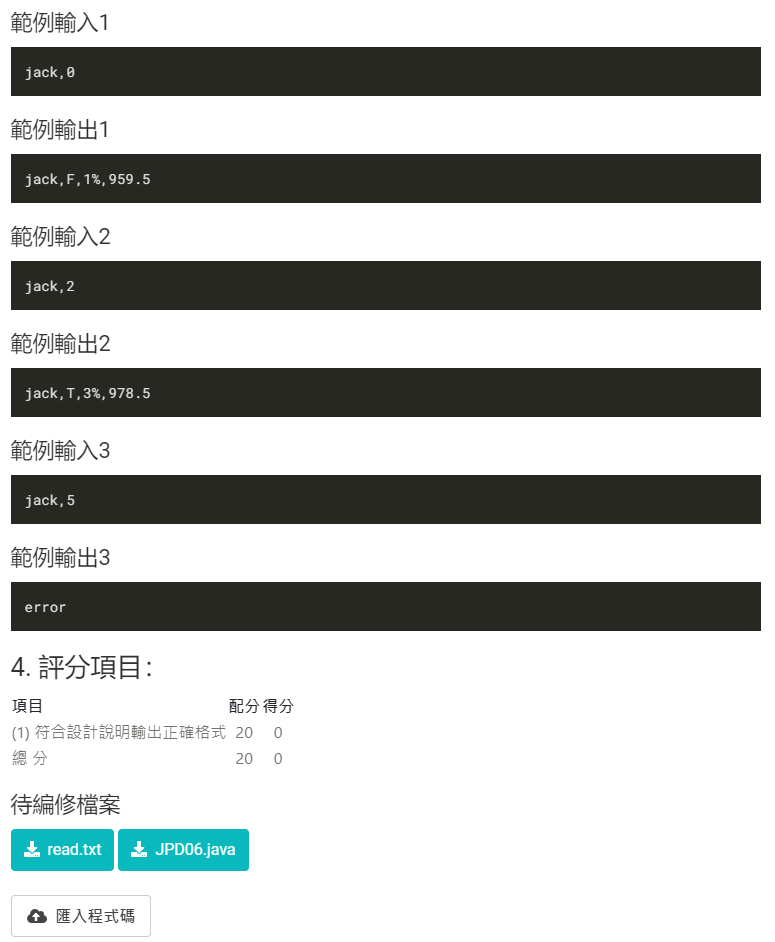 範例輸入1
jack,0
範例輸出1
jack,F,1%,959.5
範例輸入2
jack,2
範例輸出2
jack,T,3%,978.5
範例輸入3
jack,5
範例輸出3
error
4. 評分項目：
項目 配分 得分
(1) 符合設計說明輸出正確格式 20 0
總 分 20 0
待編修檔案
read.txt JPD06.java
匯入程式碼